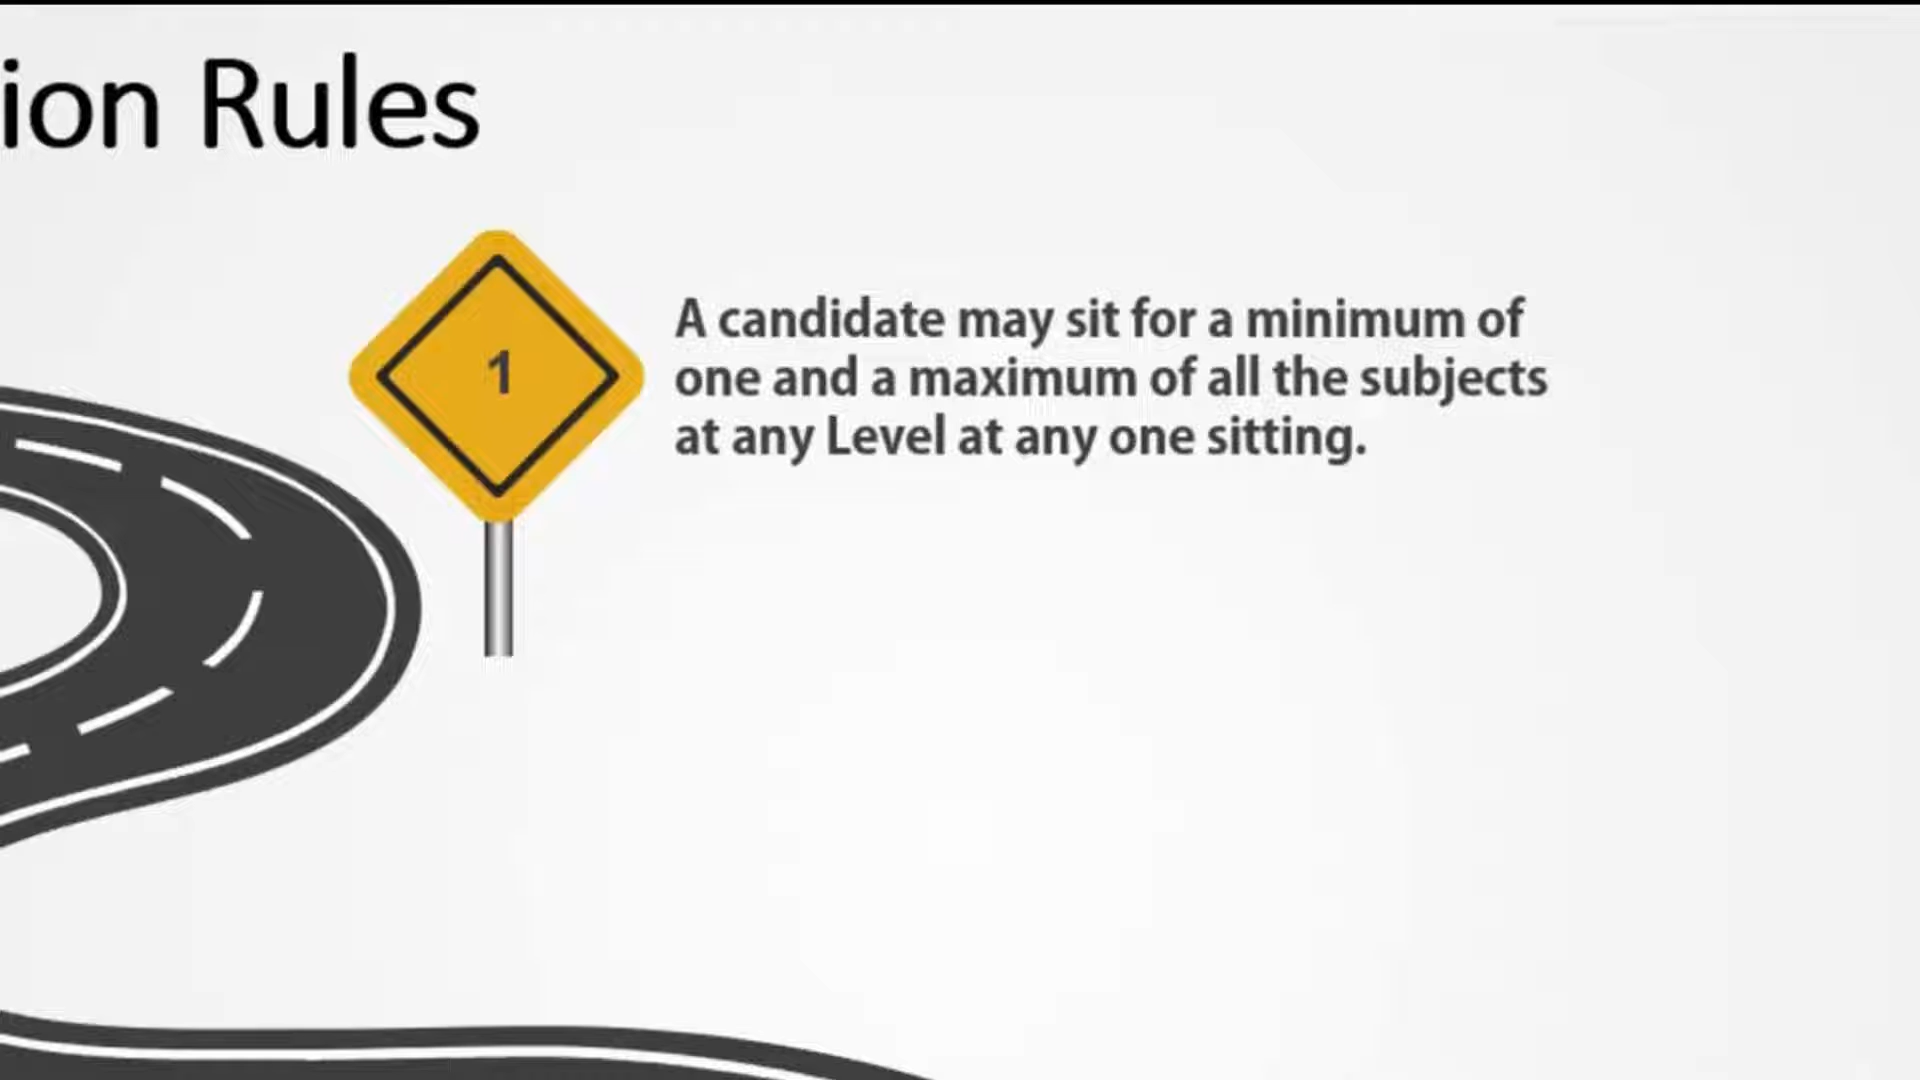 ion Rules
1
A candidate may sit for a minimum of
one and a maximum of all the subjects
at any Level at any one sitting.